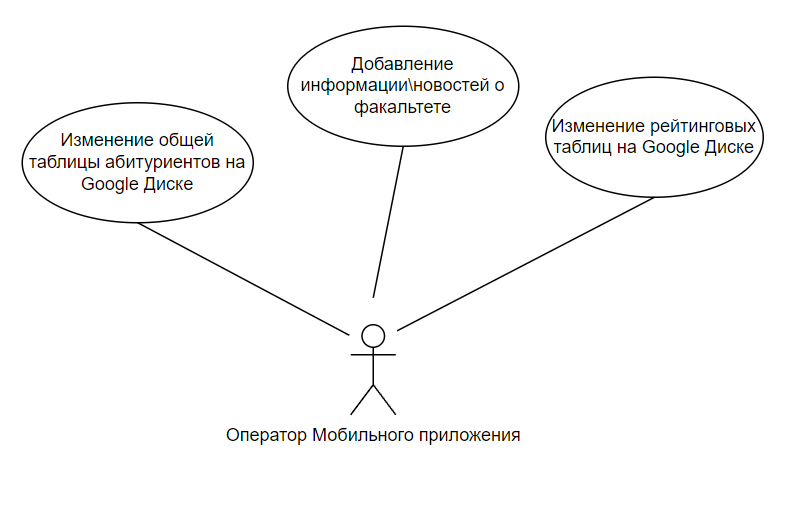 Добавление
информации\новостей о
факальтете
Изменение общей
таблицы абитуриентов на
Google Диске
Изменение рейтинговых
таблиц на Google Диске
Оператор Мобильного приложения